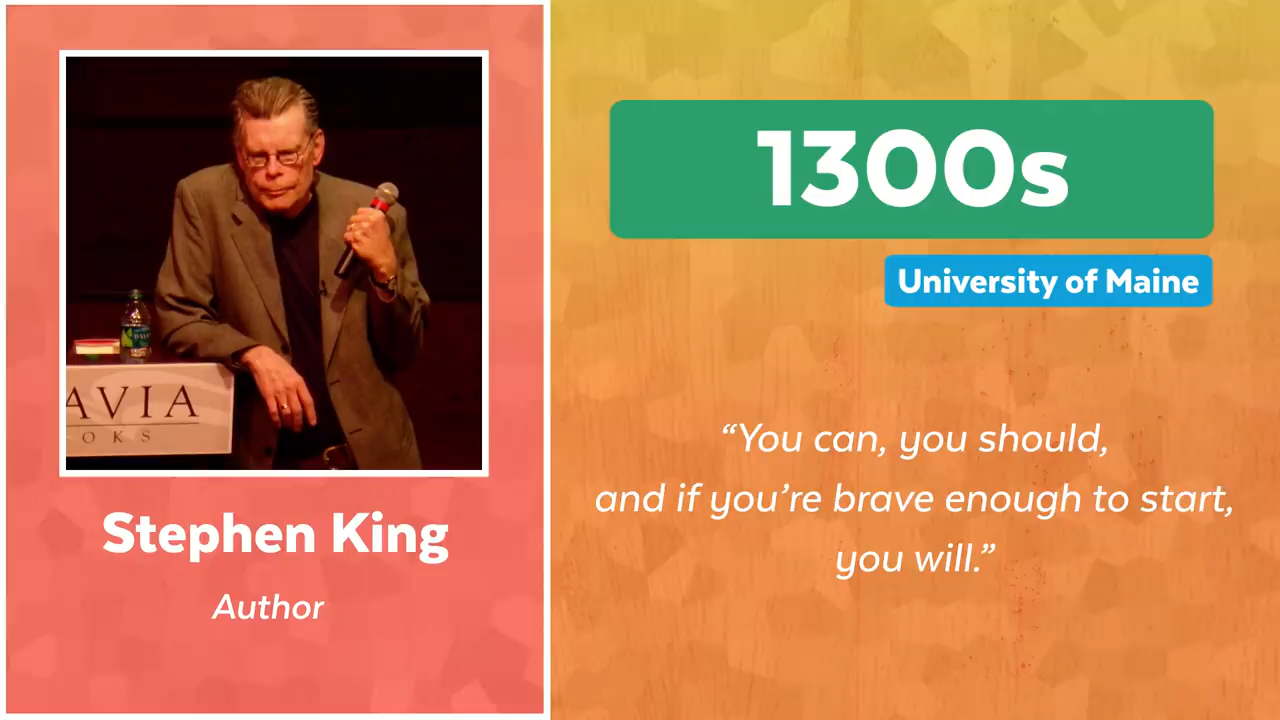 AVIA
OKS
Stephen King
Author
1300s
University of Maine
“You can, you should,
and if you’re brave enough to start,
you will.”